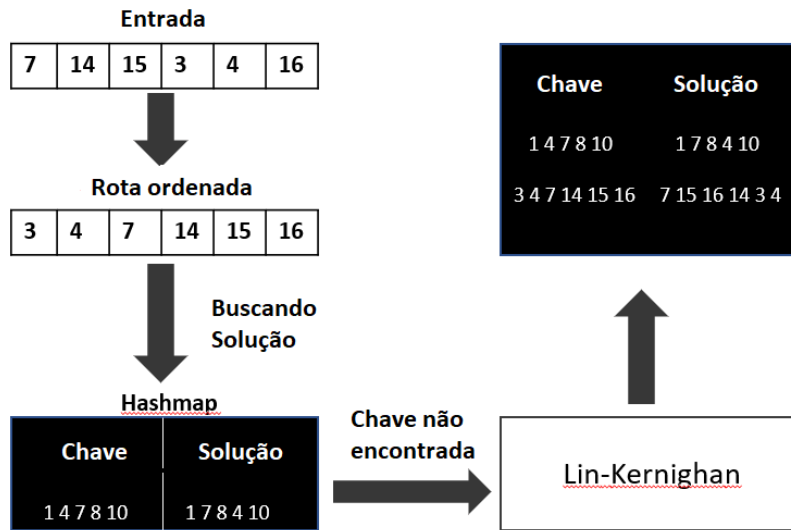 Entrada
7 14 15 3 4 16
Rota ordenada
3 4 7 14 15 16
Buscando
Solução
Hashmap
Chave Solução
1 4 7 8 10 1 7 8 4 10
Chave não
encontrada
Lin-Kernighan
Chave Solução
1 4 7 8 10 1 7 8 4 10
3 4 7 14 15 16 7 15 16 14 3 4